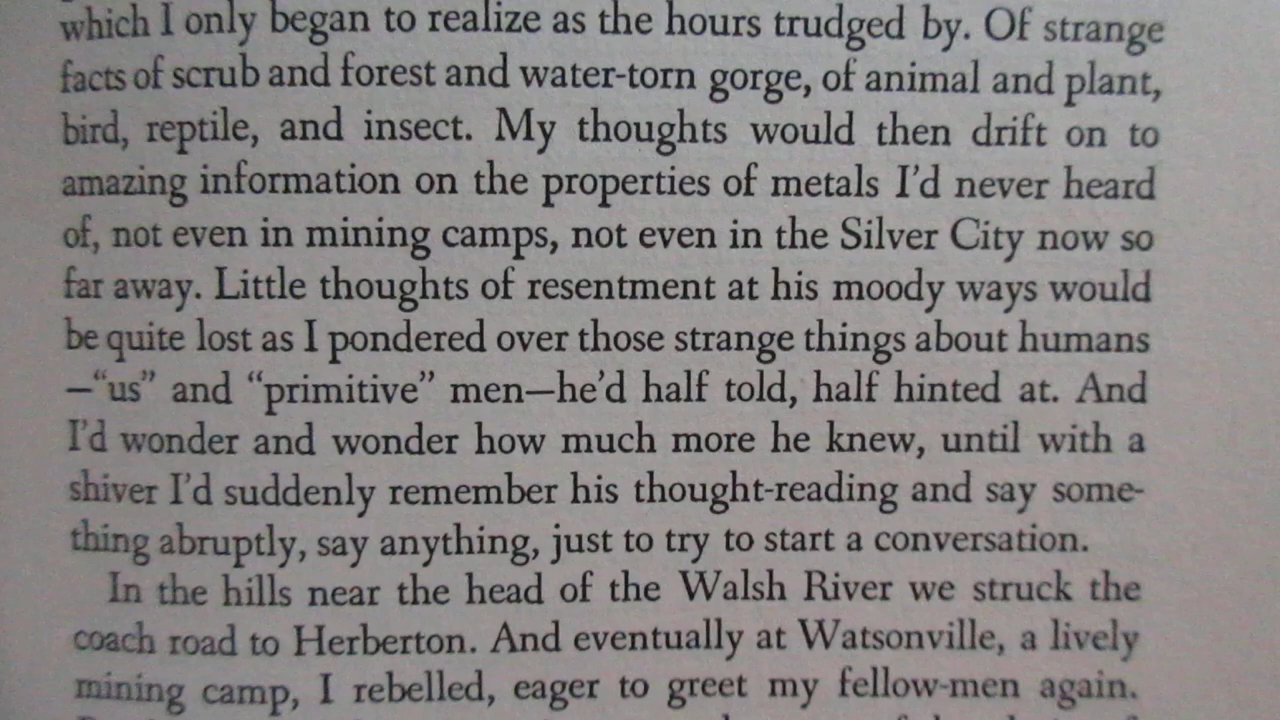 which I only began to realize as the hours trudged by. Of strange
facts of scrub and forest and water-torn gorge, of animal and plant,
bird, reptile, and insect. My thoughts would then drift on to
amazing information on the properties of metals I'd never heard
of, not even in mining camps, not even in the Silver City now so
far away. Little thoughts of resentment at his moody ways would
be quite lost as I pondered over those strange things about humans
—“us” and “primitive” men—he'd half told, half hinted at. And
I'd wonder and wonder how much more he knew, until with a
shiver I'd suddenly remember his thought-reading and say some-
thing abruptly, say anything, just to try to start a conversation.
In the hills near the head of the Walsh River we struck the
coach road to Herberton. And eventually at Watsonville, a lively
mining camp, I rebelled, eager to greet my fellow-men again.